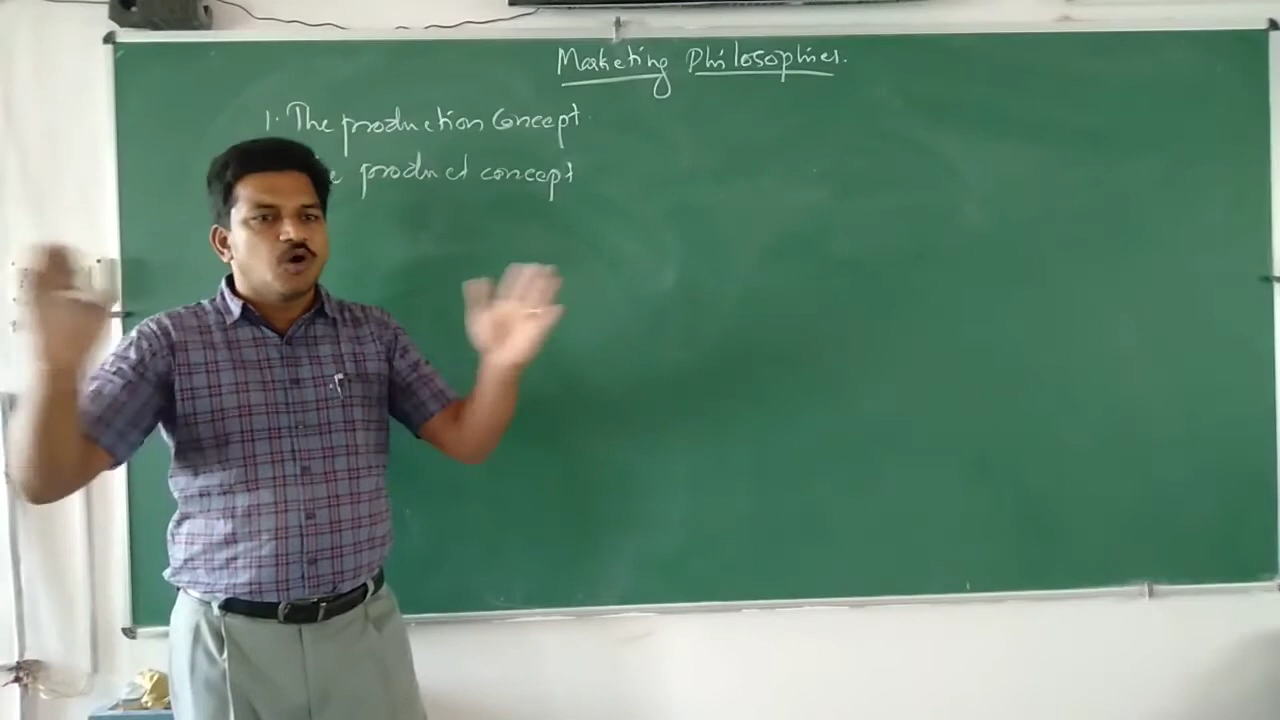 Marketing Philosophies.
1. The production Concept.
product concept